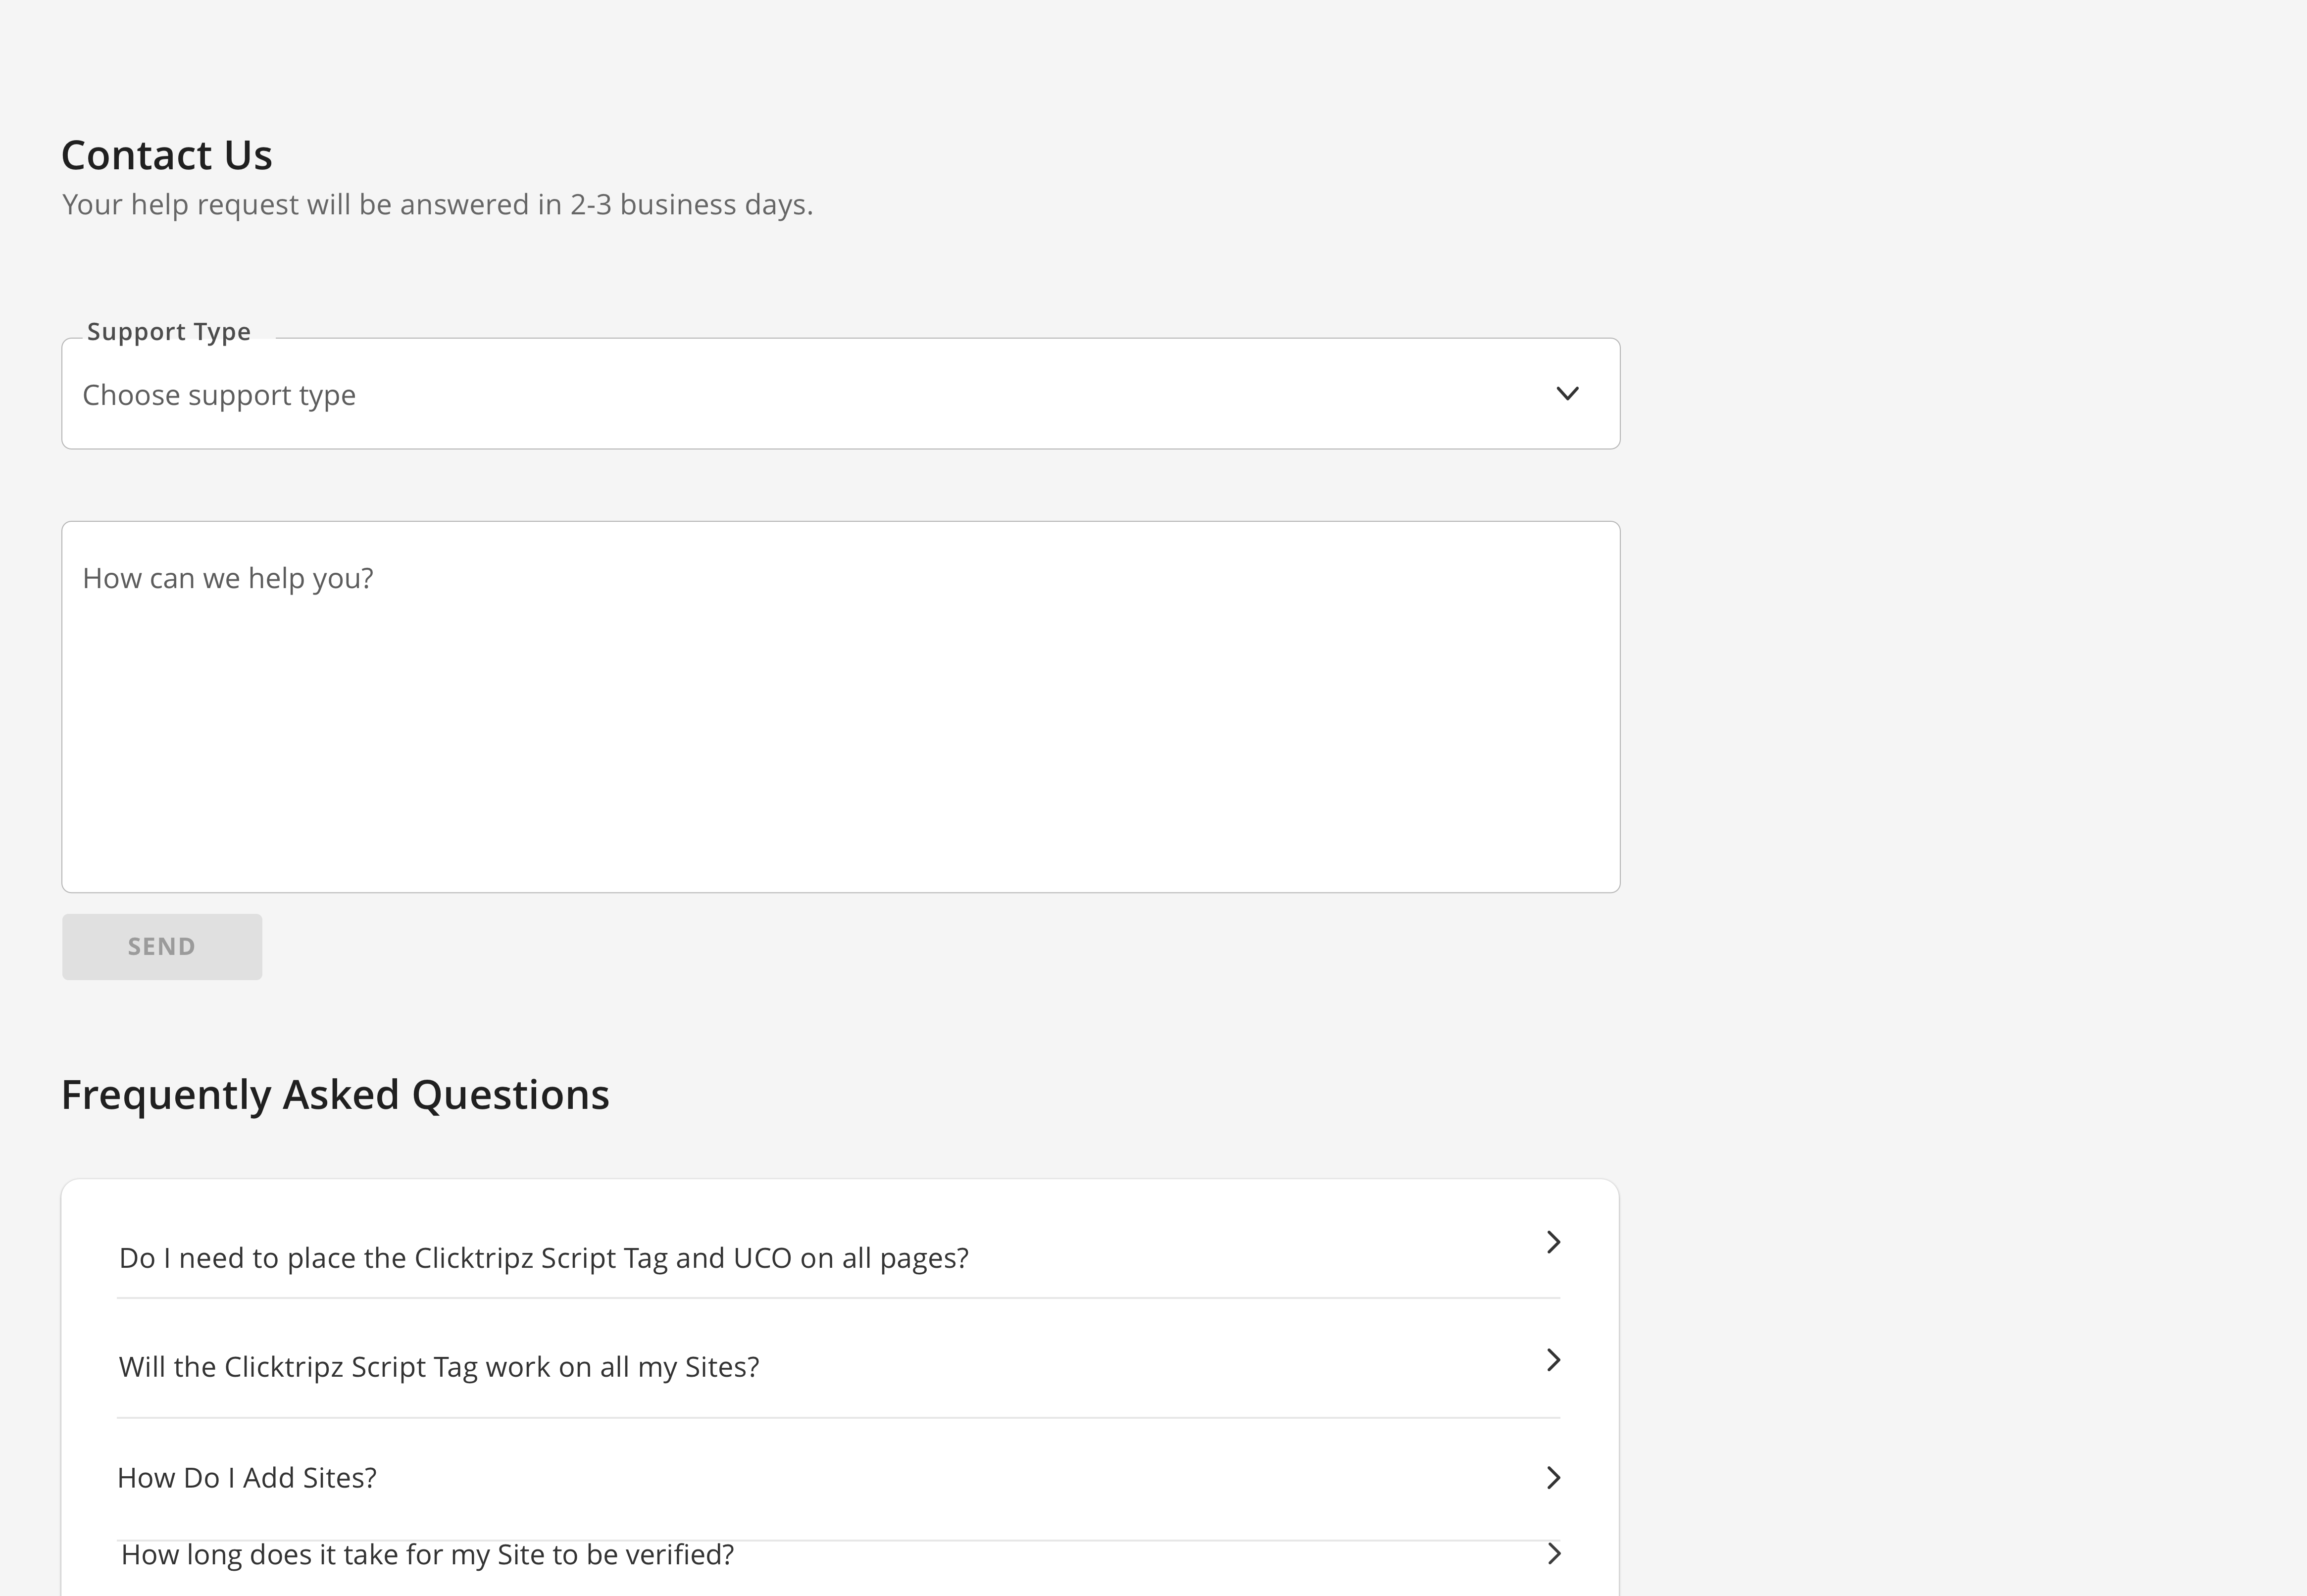 Contact Us
Your help request will be answered in 2-3 business days.
Support Type
Choose support type
How can we help you?
SEND
Frequently Asked Questions
Do I need to place the Clicktripz Script Tag and UCO on all pages?
Will the Clicktripz Script Tag work on all my Sites?
How Do I Add Sites?
How long does it take for my Site to be verified?